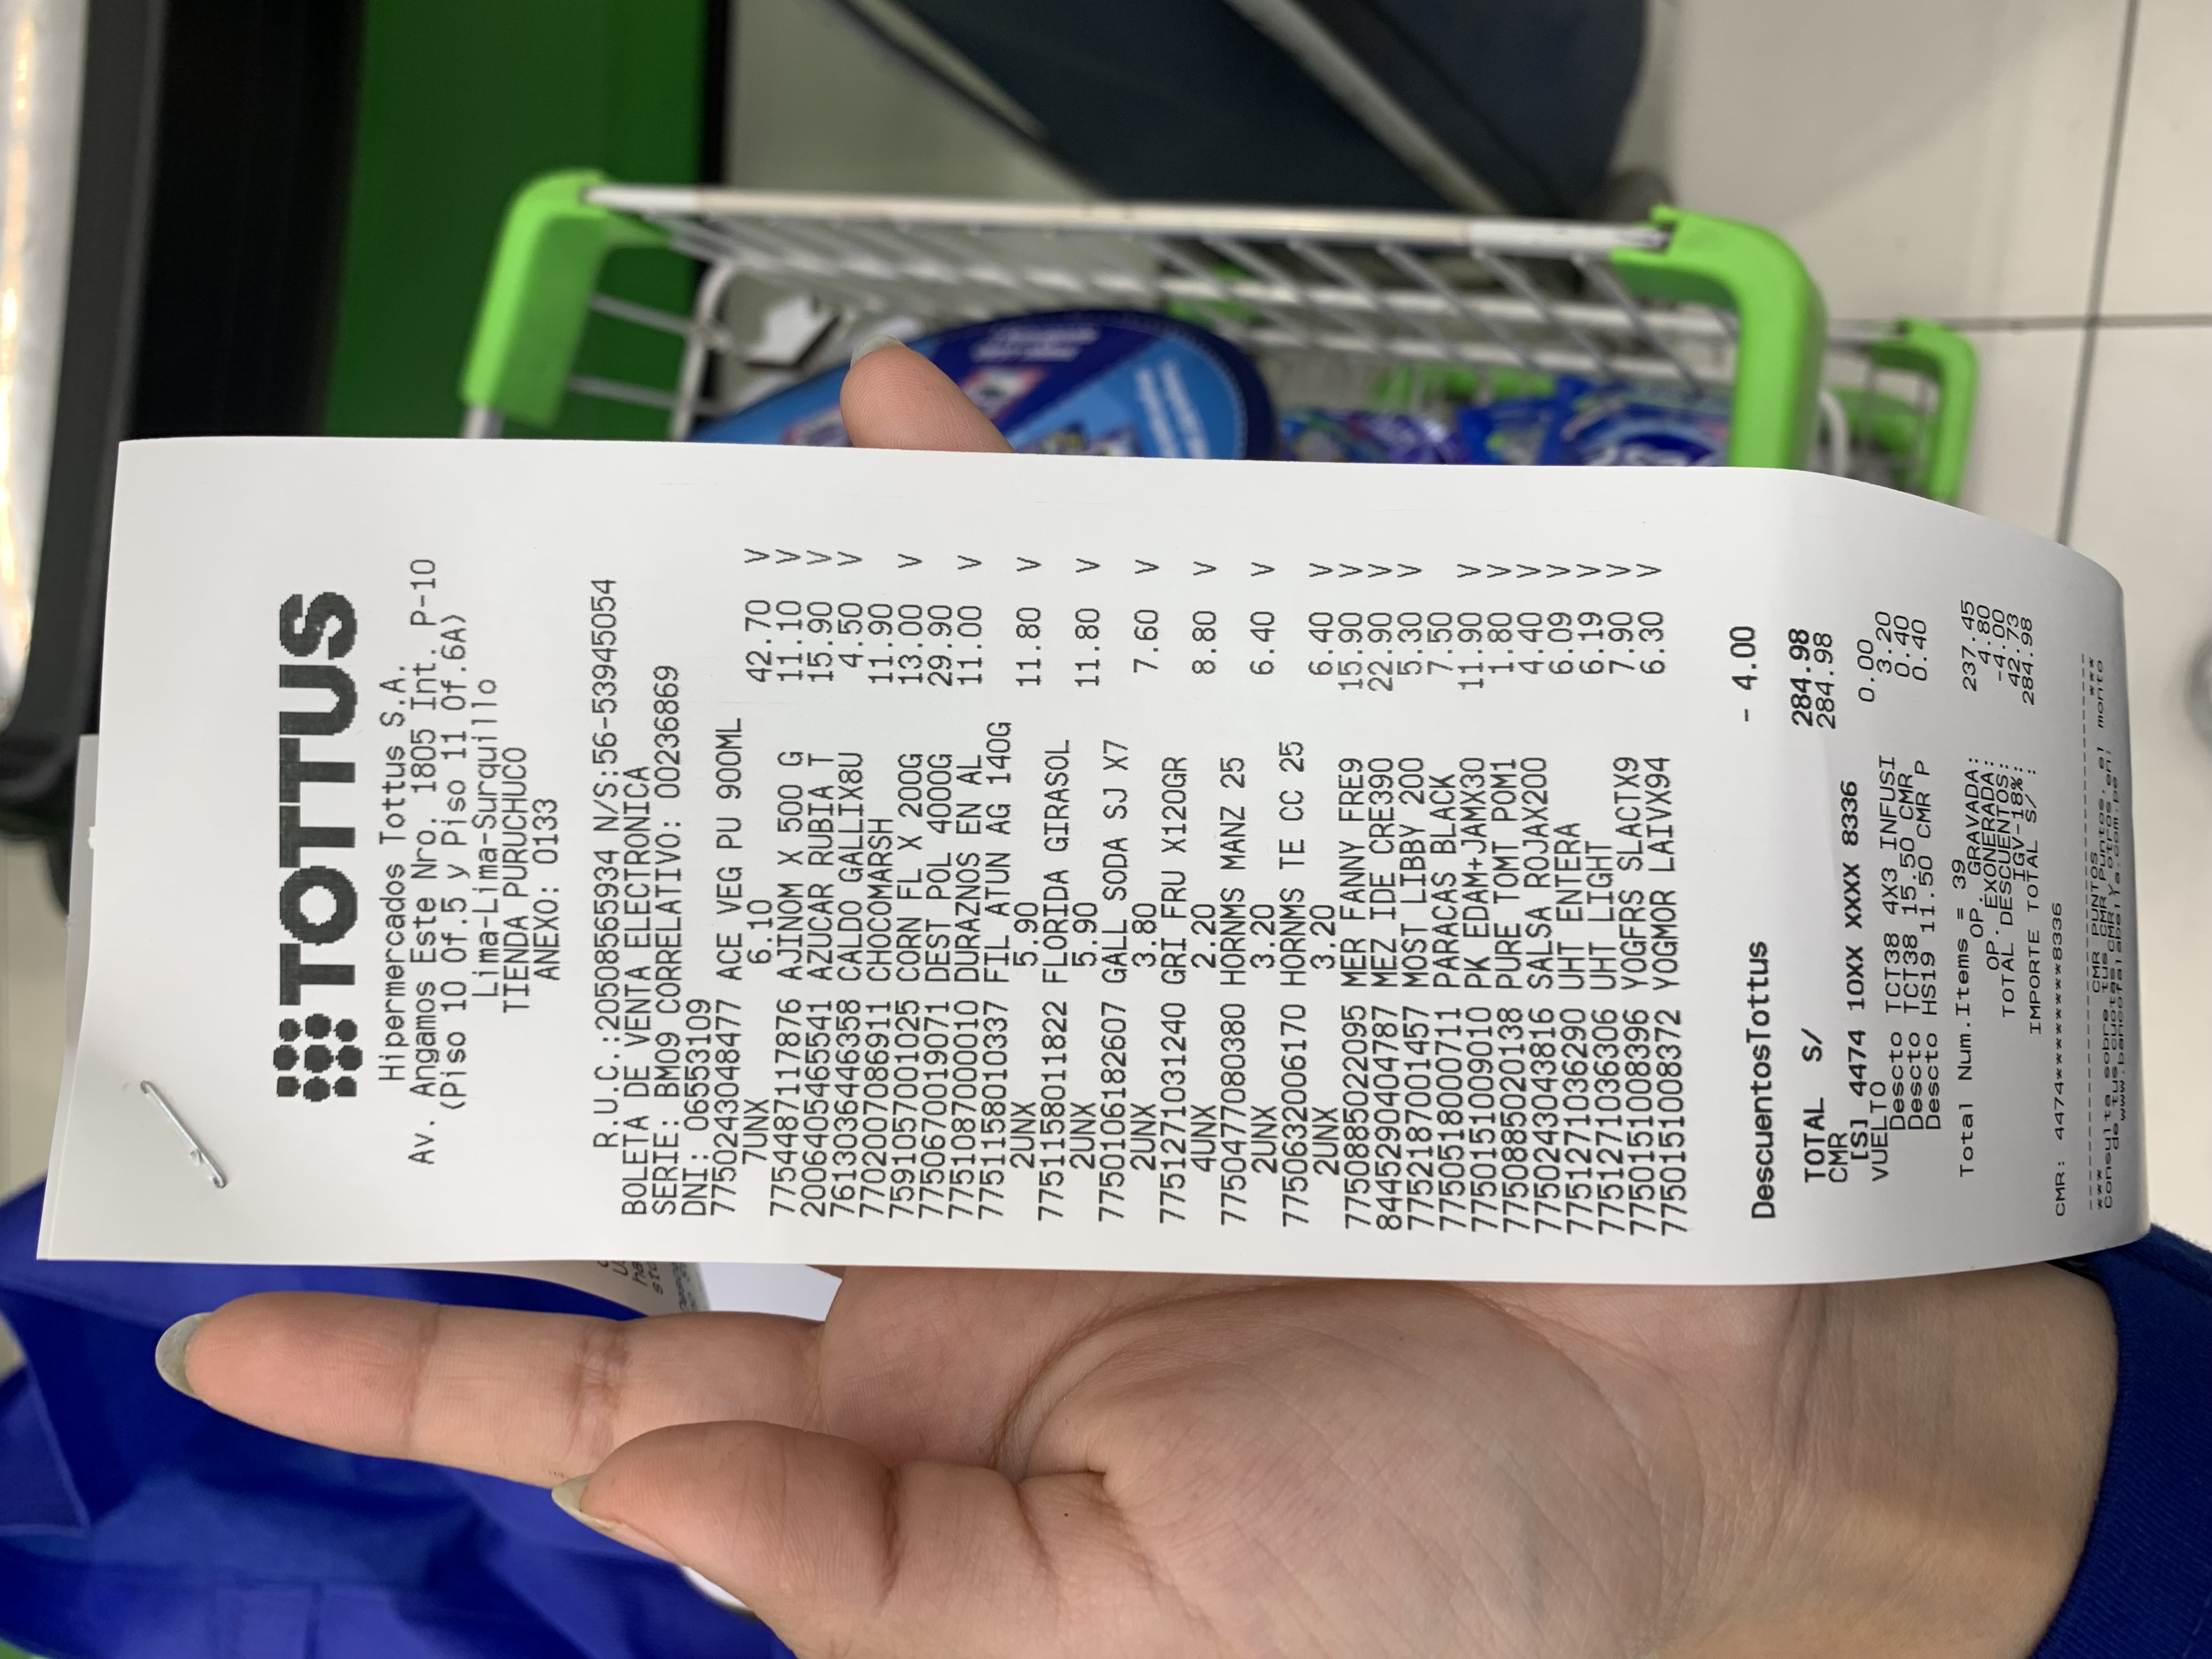 TOTTUS
Hipermercados Tottus S.A.
Av. Angamos Este Nro. 1805 Int. P-10
(Piso 10 Of.5 y Piso 11 Of.6A)
Lima-Lima-Surquillo
TIENDA PURUCHUCO
ANEXO: 0133
R.U.C.:20508565934 N/S:56-53945054
BOLETA DE VENTA ELECTRONICA
SERIE: BM09 CORRELATIVO: 00236869
DNI: 06553109
7750243048477 ACE VEG PU 900ML
7UNX 6.10 42.70 V
7754487117876 AJINOM X 500 G 11.10 V
2006405465541 AZUCAR RUBIA T 15.90 V
7613036446358 CALDO GALLIX8U 4.50 V
7702007086911 CHOCOMARSH 11.90
7591057001025 CORN FL X 200G 13.00 V
7750670019071 DEST POL 4000G 29.90
7751087000010 DURAZNOS EN AL 11.00 V
7751158010337 FIL ATUN AG 140G
2UNX 5.90 11.80 V
7751158011822 FLORIDA GIRASOL
2UNX 5.90 11.80 V
7750106182607 GALL SODA SJ X7
2UNX 3.80 7.60 V
7751271031240 GRI FRU X120GR
4UNX 2.20 8.80 V
7750477080380 HORNMS MANZ 25
2UNX 3.20 6.40 V
7750632006170 HORNMS TE CC 25
2UNX 3.20 6.40 V
7750885022095 MER FANNY FRE9 15.90 V
8445290404787 MEZ IDE CRE390 22.90 V
7752187001457 MOST LIBBY 200 5.30 V
7750518000711 PARACAS BLACK 7.50
7750151009010 PK EDAM+JAMX30 11.90 V
7750885020138 PURE TOMT POM1 1.80 V
7750243043816 SALSA ROJAX200 4.40 V
7751271036290 UHT ENTERA 6.09 V
7751271036306 UHT LIGHT 6.19 V
7750151008396 YOGFRS SLACTX9 7.90 V
7750151008372 YOGMOR LAIVX94 6.30 V
DescuentosTottus - 4.00
TOTAL S/ 284.98
CMR 284.98
[S] 4474 10XX XXXX 8336
VUELTO 0.00
Descto TCT38 4X3 INFUSI 3.20
Descto TCT38 15.50 CMR 0.40
Descto HS19 11.50 CMR P 0.40
Total Num.Items = 39
OP. GRAVADA: 237.45
OP. EXONERADA: 4.80
TOTAL DESCUENTOS: -4.00
IGV-18%: 42.73
IMPORTE TOTAL S/ : 284.98
CMR: 4474********8336
*** CMR PUNTOS ***
Consulta sobre tus CMR Puntos, el monto
de tus cuotas CMR y otros en:
www.bancofalabella.com.pe